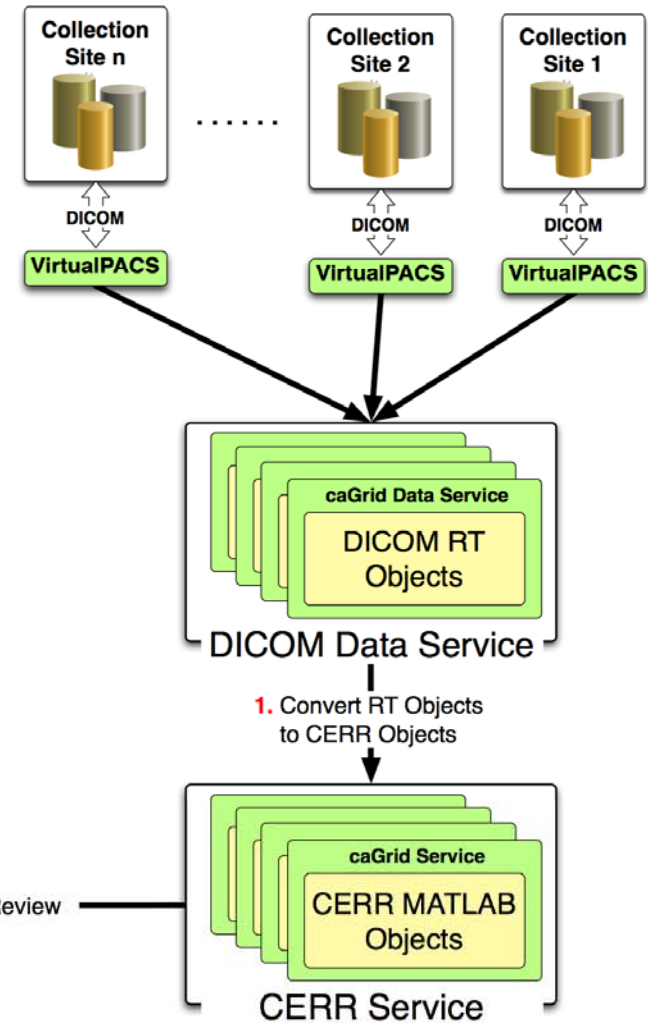 Collection
Site n
Collection
Site 2
Collection
Site 1
......
DICOM
DICOM
DICOM
VirtualPACS
VirtualPACS
VirtualPACS
caGrid Data Service
DICOM RT
Objects
DICOM Data Service
1. Convert RT Objects
to CERR Objects
caGrid Service
CERR MATLAB
Objects
CERR Service